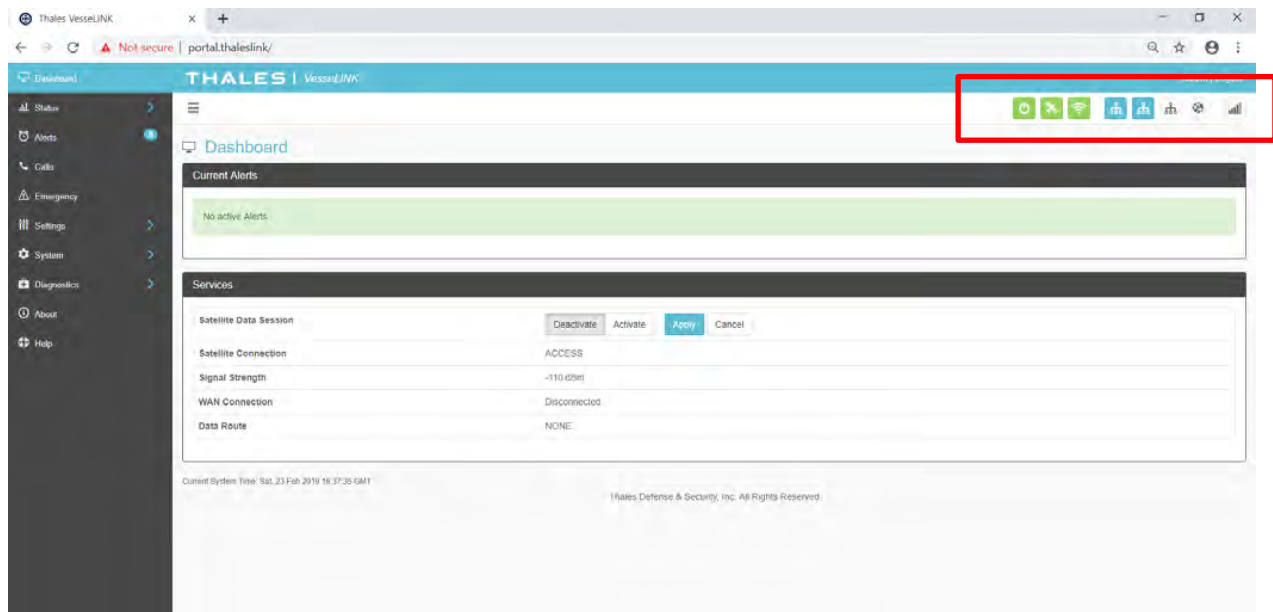 Thales VesseLINK
Not secure | portal.thaleslink/
Dashboard
THALES | VesseLINK
Status
Alerts
Calls
Emergency
Settings
System
Diagnostics
About
Help
Dashboard
Current Alerts
No active Alerts
Services
Satellite Data Session
Deactivate Activate Apply Cancel
Satellite Connection ACCESS
Signal Strength
WAN Connection Disconnected
Data Route NONE
Current System Time: Sat, 23 Feb 2019 16:37:35 GMT
Thales Defense & Security, Inc. All Rights Reserved